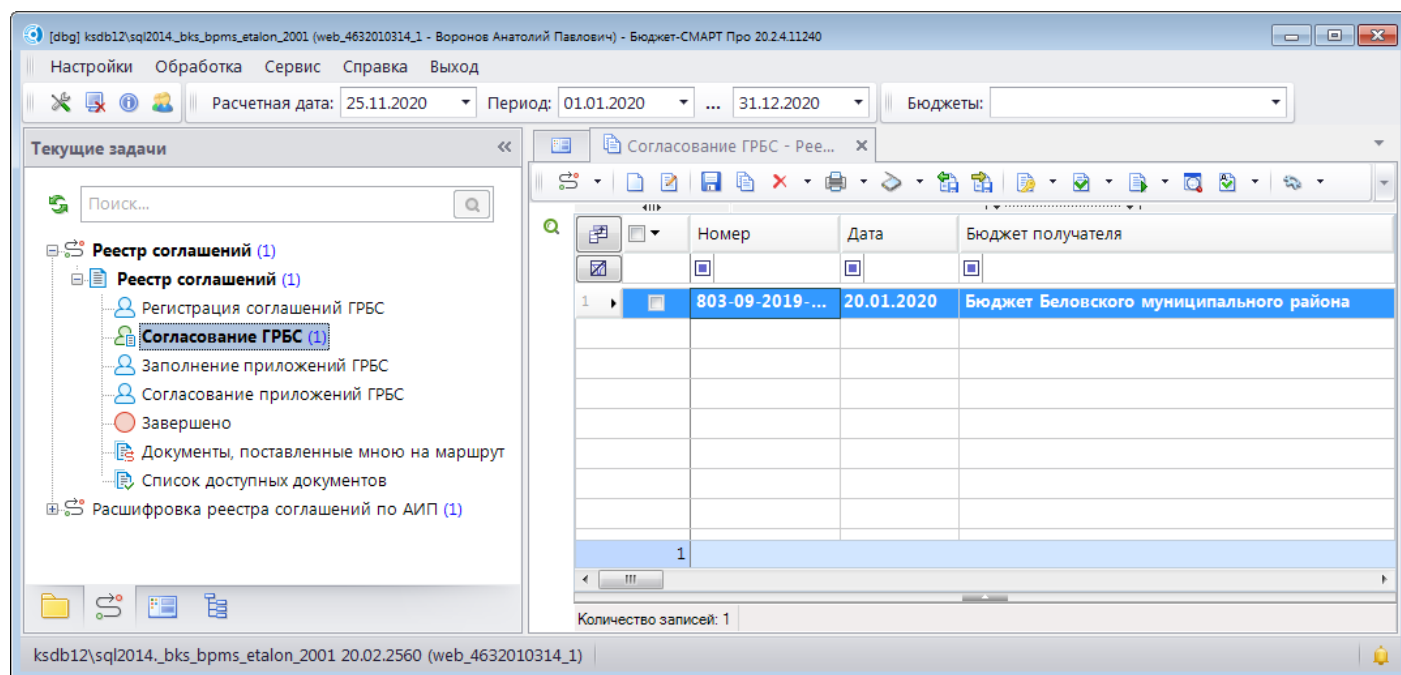 [dbg] ksdb12\sql2014._bks_bpms_etalon_2001 (web_4632010314_1 - Воронов Анатолий Павлович) - Бюджет-СМАРТ Про 20.2.4.11240
Настройки Обработка Сервис Справка Выход
Расчетная дата: 25.11.2020 Период: 01.01.2020 ... 31.12.2020 Бюджеты:
Текущие задачи
Согласование ГРБС - Рее...
Поиск...
Номер Дата Бюджет получателя
Реестр соглашений (1)
Реестр соглашений (1)
1 803-09-2019-... 20.01.2020 Бюджет Беловского муниципального района
Регистрация соглашений ГРБС
Согласование ГРБС (1)
Заполнение приложений ГРБС
Согласование приложений ГРБС
Завершено
Документы, поставленные мною на маршрут
Список доступных документов
Расшифровка реестра соглашений по АИП (1)
1
Количество записей: 1
ksdb12\sql2014._bks_bpms_etalon_2001 20.02.2560 (web_4632010314_1)